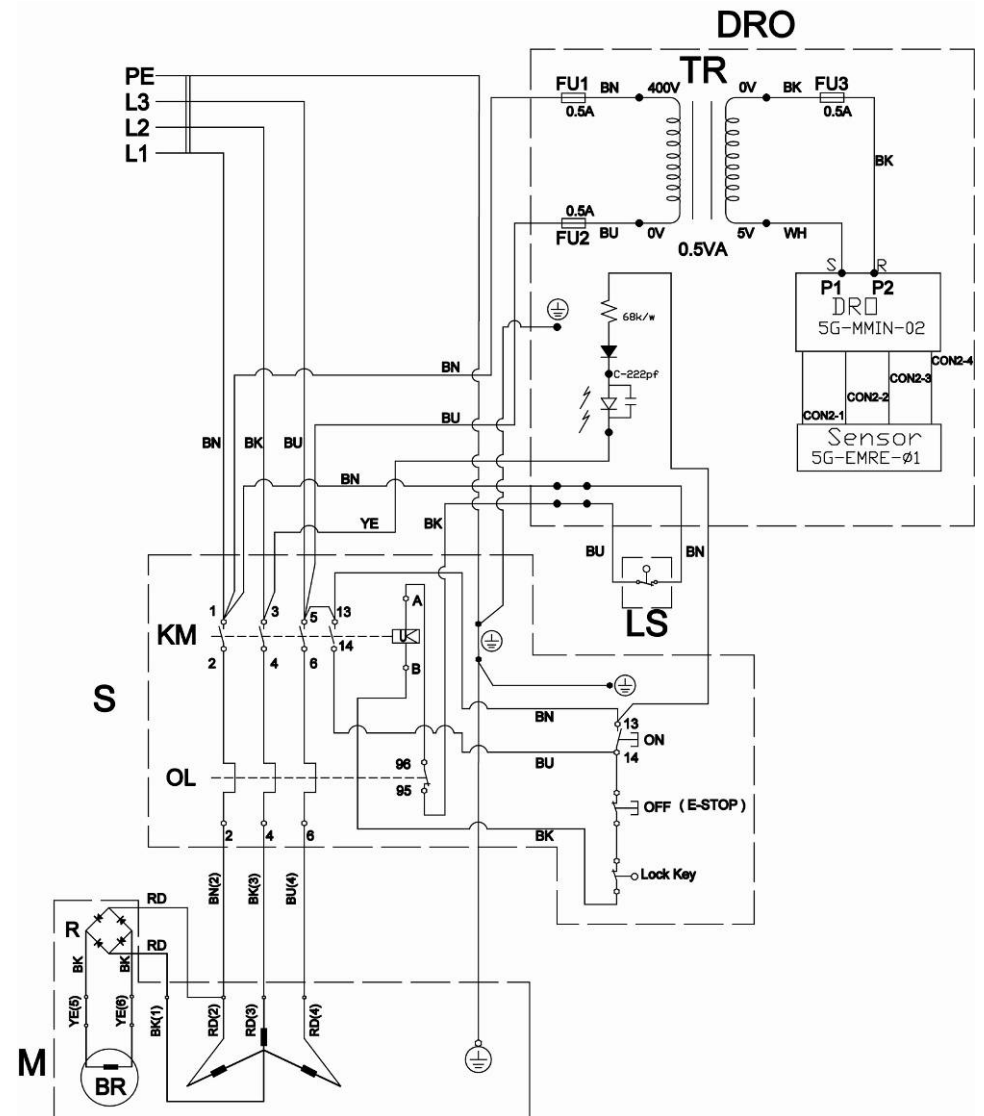 DRO
PE
L3
L2
L1
TR
FU1 BN 400V
0.5A
0V BK FU3
0.5A
BK
0.5A
FU2 BU 0V
0.5VA
5V WH
S R
P1 P2
DRO
5G-MMIN-02
68k/w
C-222pf
CON2-4
CON2-3
CON2-2
CON2-1
Sensor
5G-EMRE-Ø1
BN
BU
BN BK BU
BN
YE
BK
BU BN
LS
1 3 5 13
A
KM
U<
14
2 4 6
B
S
BN
13
ON
BU
14
OL
96
95
OFF ( E-STOP )
BK
2 4 6
Lock Key
BN(2) BK(3) BU(4)
RD
R
RD
BK BK
YE(5) YE(6) BK(1) RD(2) RD(3) RD(4)
M
BR